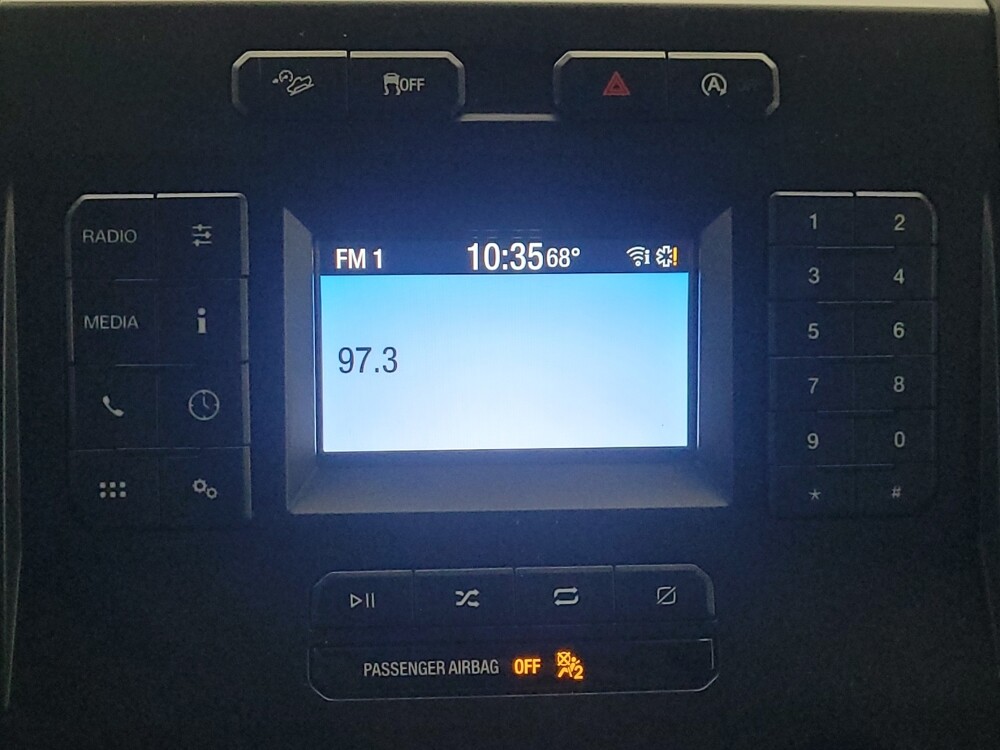 OFF
A
RADIO
MEDIA
i
FM 1 10:35 68° i !
97.3
1 2
3 4
5 6
7 8
9 0
* #
PASSENGER AIRBAG OFF 2